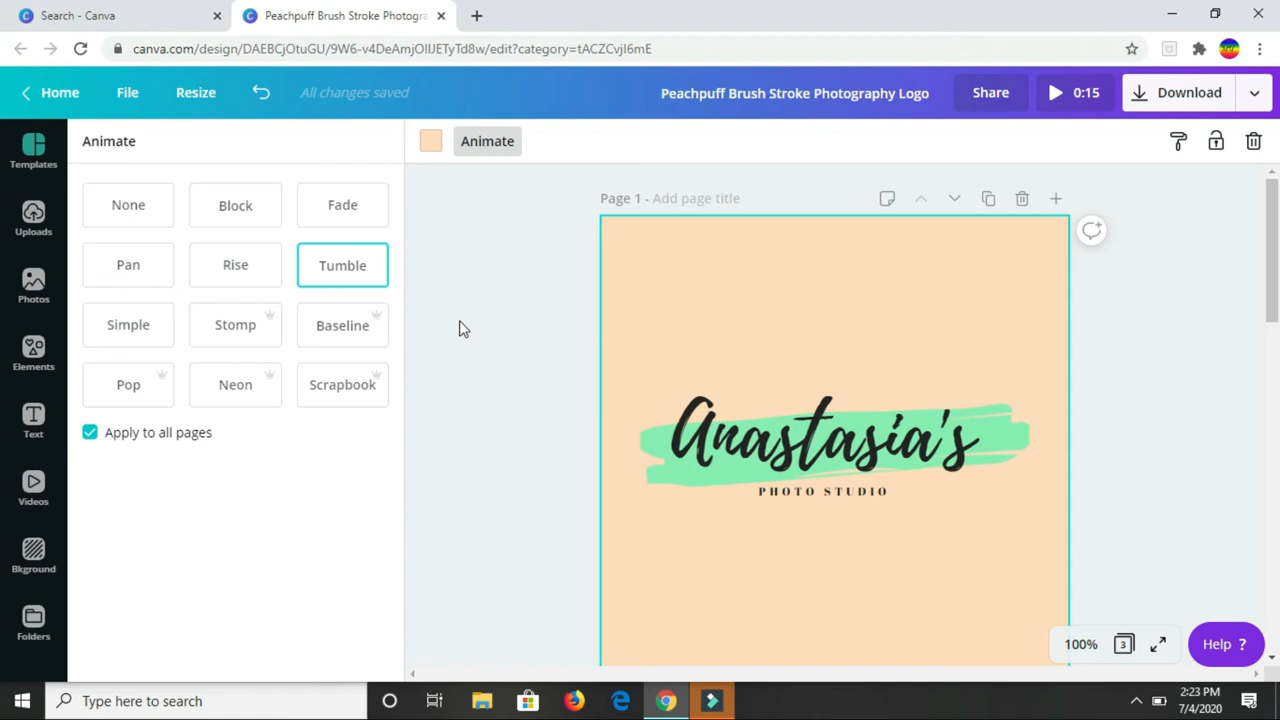 Search - Canva
Peachpuff Brush Stroke Photogra
canva.com/design/DAEBCjOtuGU/9W6-v4DeAmjOIlJETyTd8w/edit?category=tACZCvjI6mE
Home
File
Resize
All changes saved
Peachpuff Brush Stroke Photography Logo
Share
0:15
Download
Templates
Uploads
Photos
Elements
Text
Videos
Bkground
Folders
Animate
None
Block
Fade
Pan
Rise
Tumble
Simple
Stomp
Baseline
Pop
Neon
Scrapbook
Apply to all pages
Animate
Page 1 - Add page title
Anastasia's
PHOTO STUDIO
100%
3
Help ?
Type here to search
2:23 PM
7/4/2020